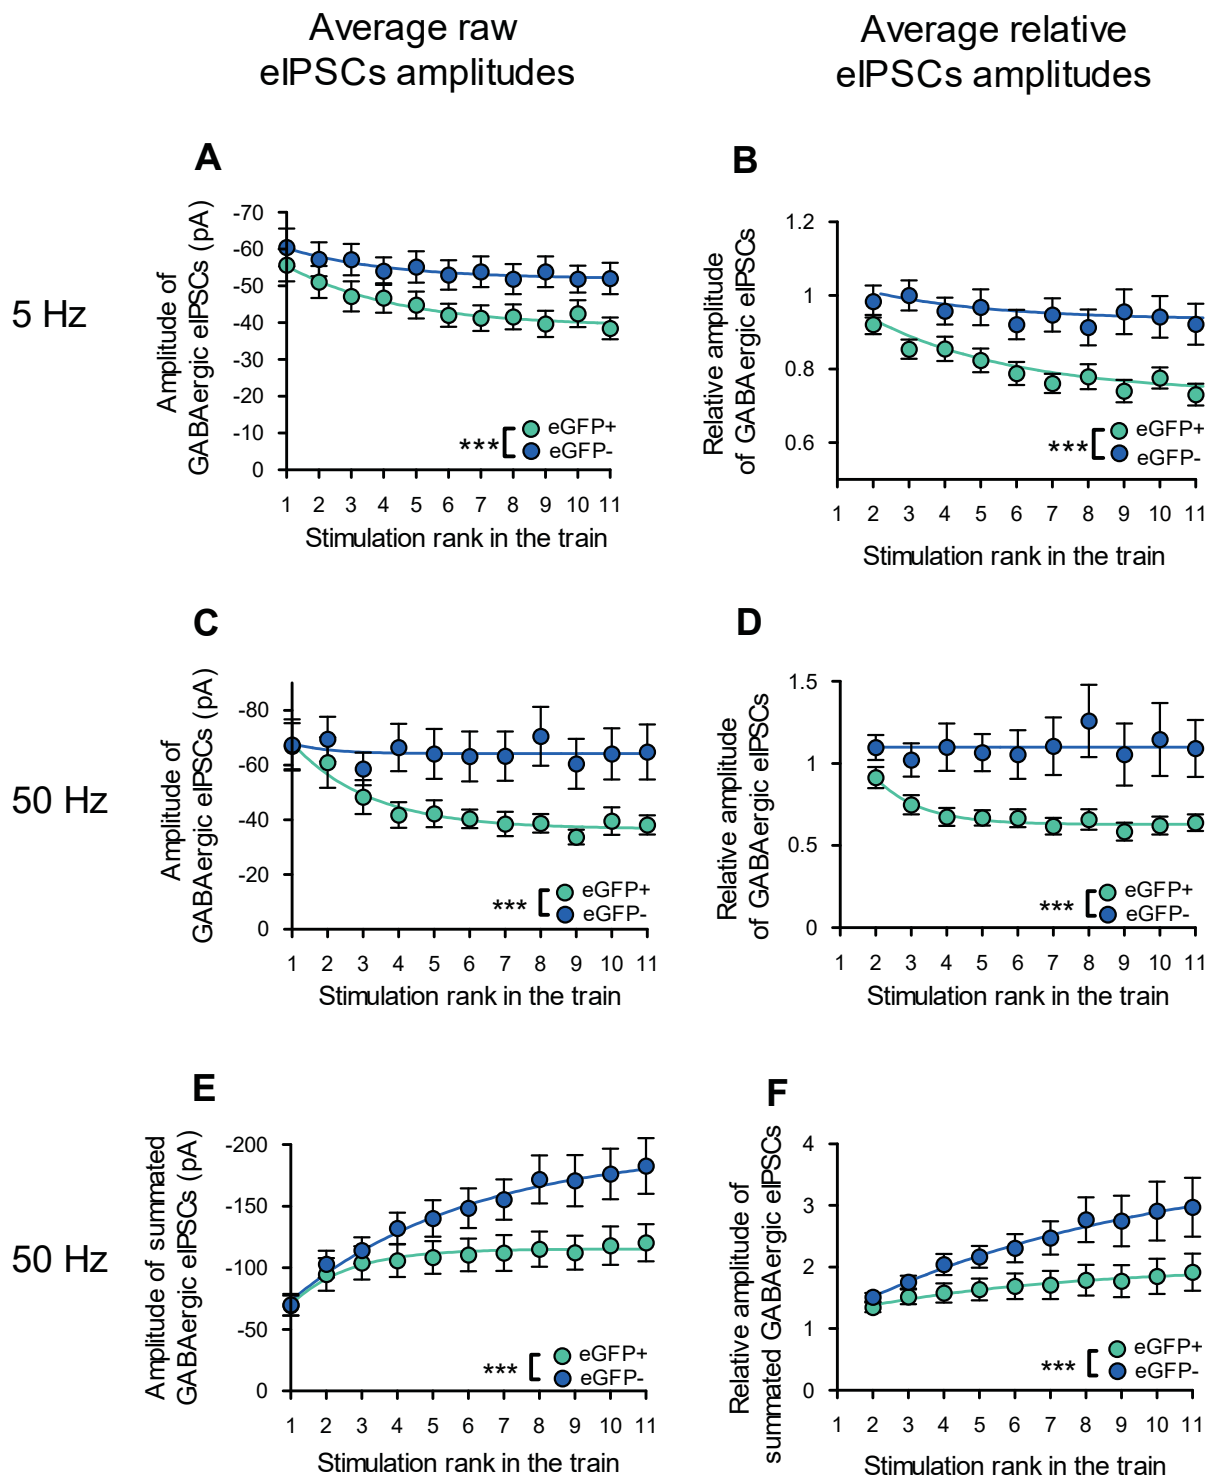 Average raw
eIPSCs amplitudes
Average relative
eIPSCs amplitudes
5 Hz
A
Amplitude of
GABAergic eIPSCs (pA)
-70
-60
-50
-40
-30
-20
-10
0
*** eGFP+
eGFP-
1 2 3 4 5 6 7 8 9 10 11
Stimulation rank in the train
B
Relative amplitude
of GABAergic eIPSCs
1.2
1
0.8
0.6
*** eGFP+
eGFP-
1 2 3 4 5 6 7 8 9 10 11
Stimulation rank in the train
50 Hz
C
Amplitude of
GABAergic eIPSCs (pA)
-80
-60
-40
-20
0
*** eGFP+
eGFP-
1 2 3 4 5 6 7 8 9 10 11
Stimulation rank in the train
D
Relative amplitude
of GABAergic eIPSCs
1.5
1
0.5
0
*** eGFP+
eGFP-
1 2 3 4 5 6 7 8 9 10 11
Stimulation rank in the train
50 Hz
E
Amplitude of summated
GABAergic eIPSCs (pA)
-200
-150
-100
-50
0
*** eGFP+
eGFP-
1 2 3 4 5 6 7 8 9 10 11
Stimulation rank in the train
F
Relative amplitude of
summated GABAergic eIPSCs
4
3
2
1
0
*** eGFP+
eGFP-
1 2 3 4 5 6 7 8 9 10 11
Stimulation rank in the train